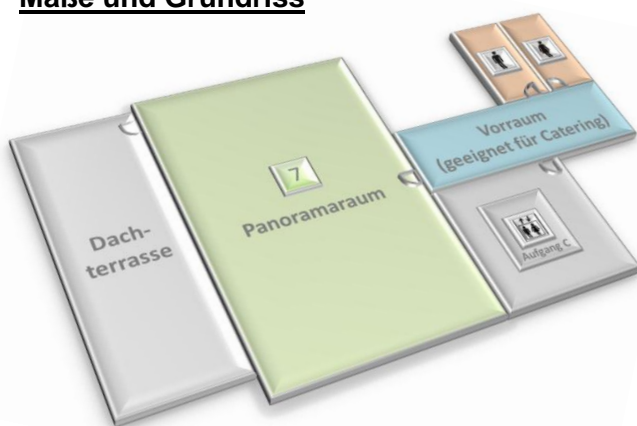 Maße und Grundriss
7
Panoramaraum
Dach-
terrasse
Vorraum
(geeignet für Catering)
Aufgang C